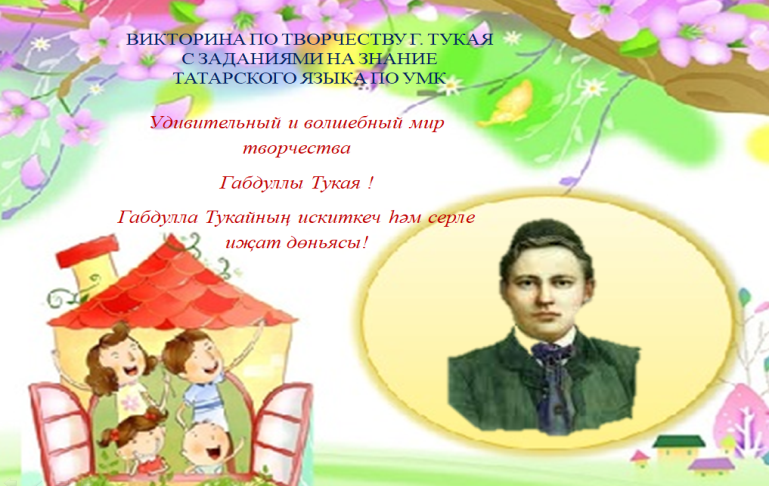 ВИКТОРИНА ПО ТВОРЧЕСТВУ Г. ТУКАЯ
С ЗАДАНИЯМИ НА ЗНАНИЕ
ТАТАРСКОГО ЯЗЫКА ПО УМК
Удивительный и волшебный мир
творчества
Габдуллы Тукая !
Габдулла Тукайның искиткеч һәм серле
иҗат дөньясы!